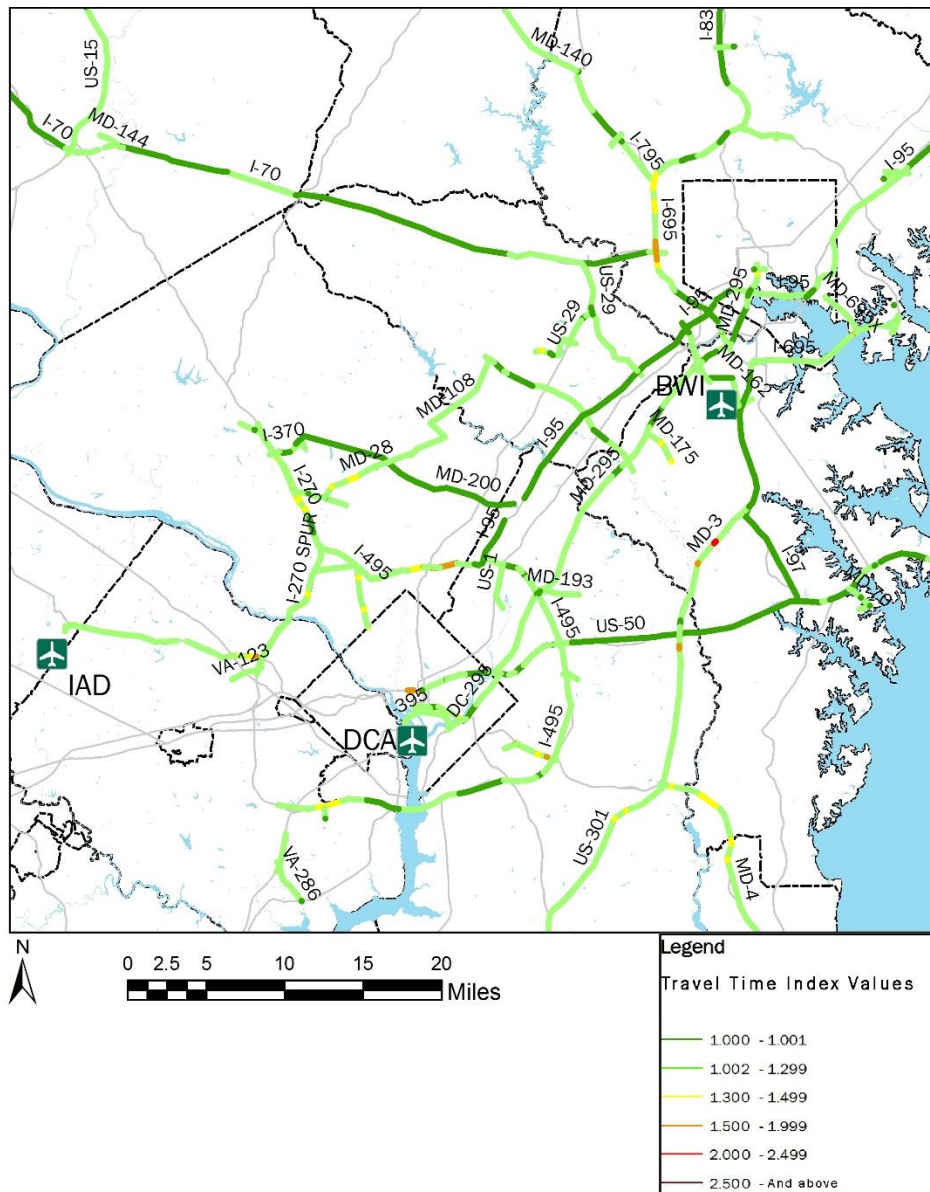 US-15
MD-140
I-83
I-70
MD-144
I-70
I-795
I-95
I-695
US-29
US-29
I-95
MD-295
I-95
MD-695X
I-695
MD-162
BWI
MD-108
I-370
MD-28
I-95
MD-175
I-270
MD-200
MD-295
I-270 SPUR
I-495
I-95
US-1
MD-3
I-97
MD-193
I-495
US-50
VA-123
IAD
395
DC-295
DCA
I-495
US-301
VA-286
MD-4
N
0 2.5 5 10 15 20
Miles
Legend
Travel Time Index Values
1.000 - 1.001
1.002 - 1.299
1.300 - 1.499
1.500 - 1.999
2.000 - 2.499
2.500 - And above